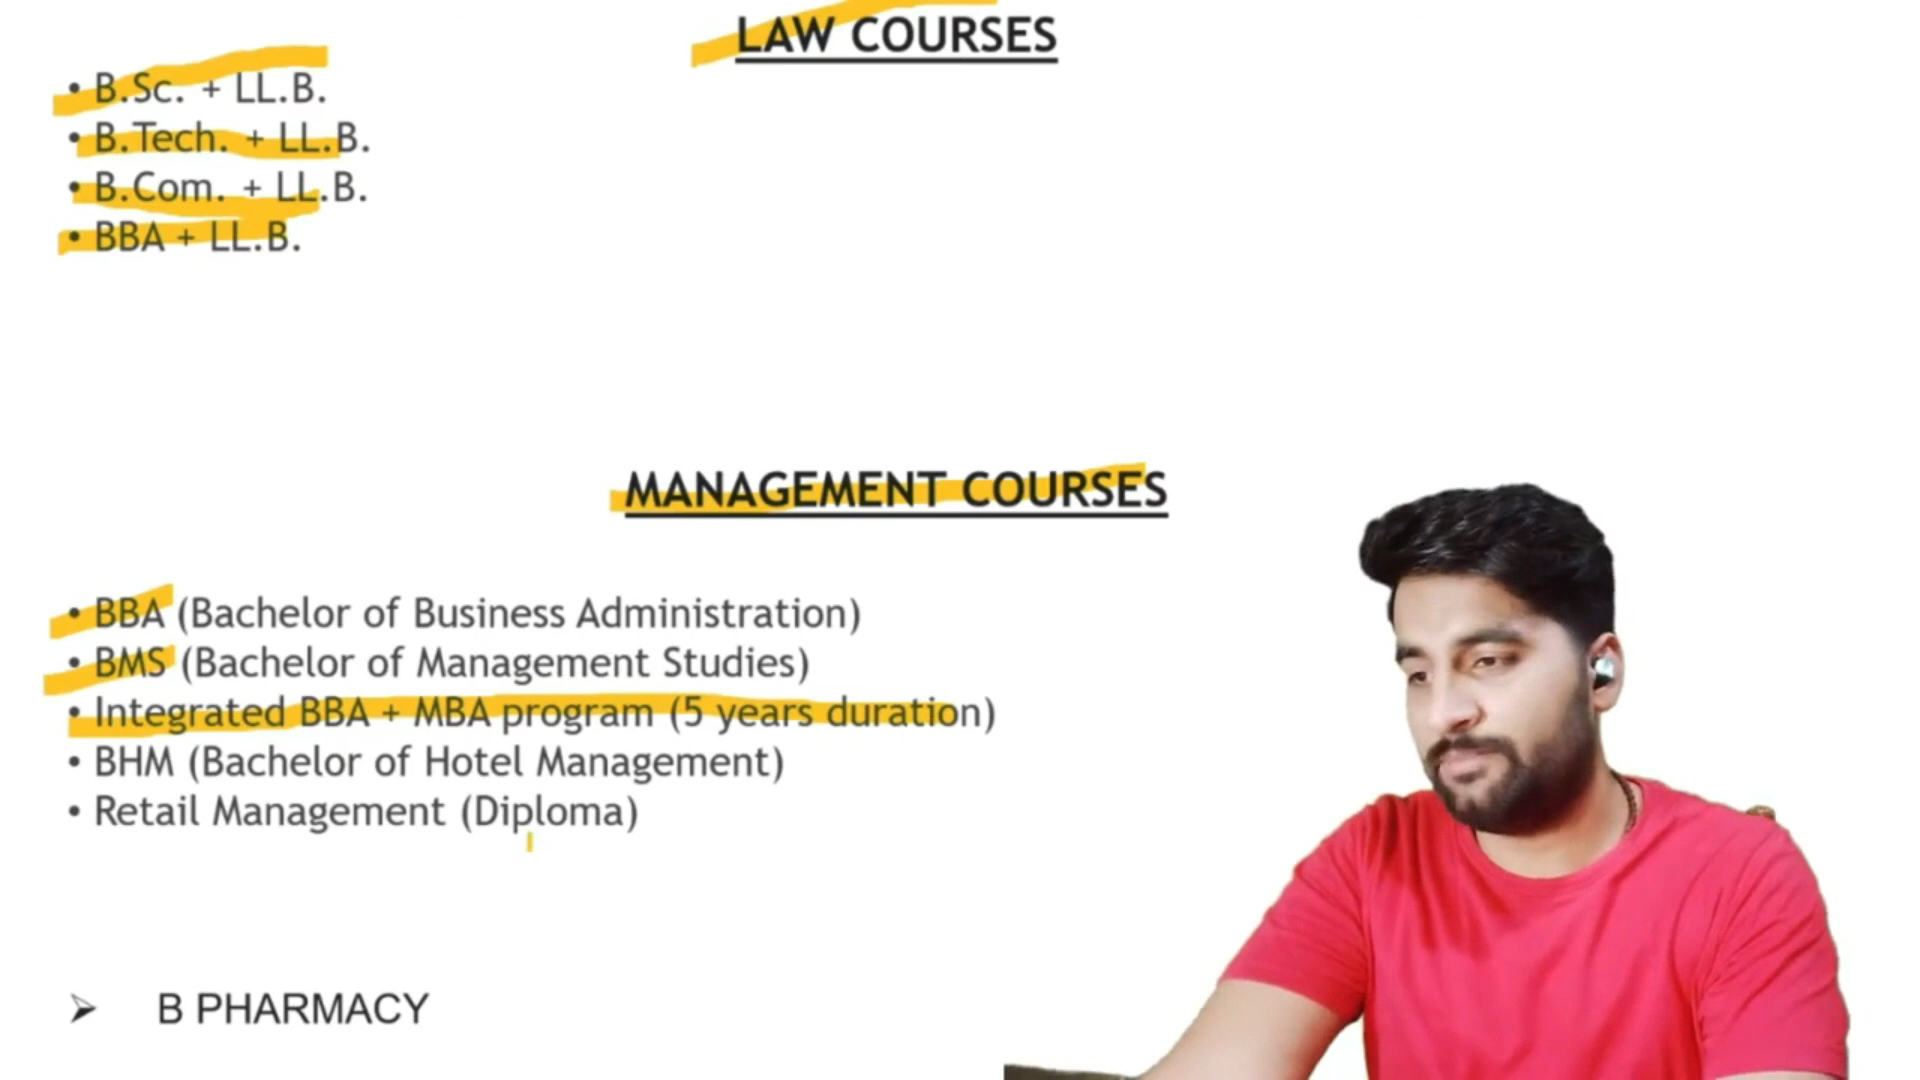 LAW COURSES
• B.Sc. + LL.B.
• B.Tech. + LL.B.
• B.Com. + LL.B.
• BBA + LL.B.
MANAGEMENT COURSES
• BBA (Bachelor of Business Administration)
• BMS (Bachelor of Management Studies)
• Integrated BBA + MBA program (5 years duration)
• BHM (Bachelor of Hotel Management)
• Retail Management (Diploma)
➢ B PHARMACY